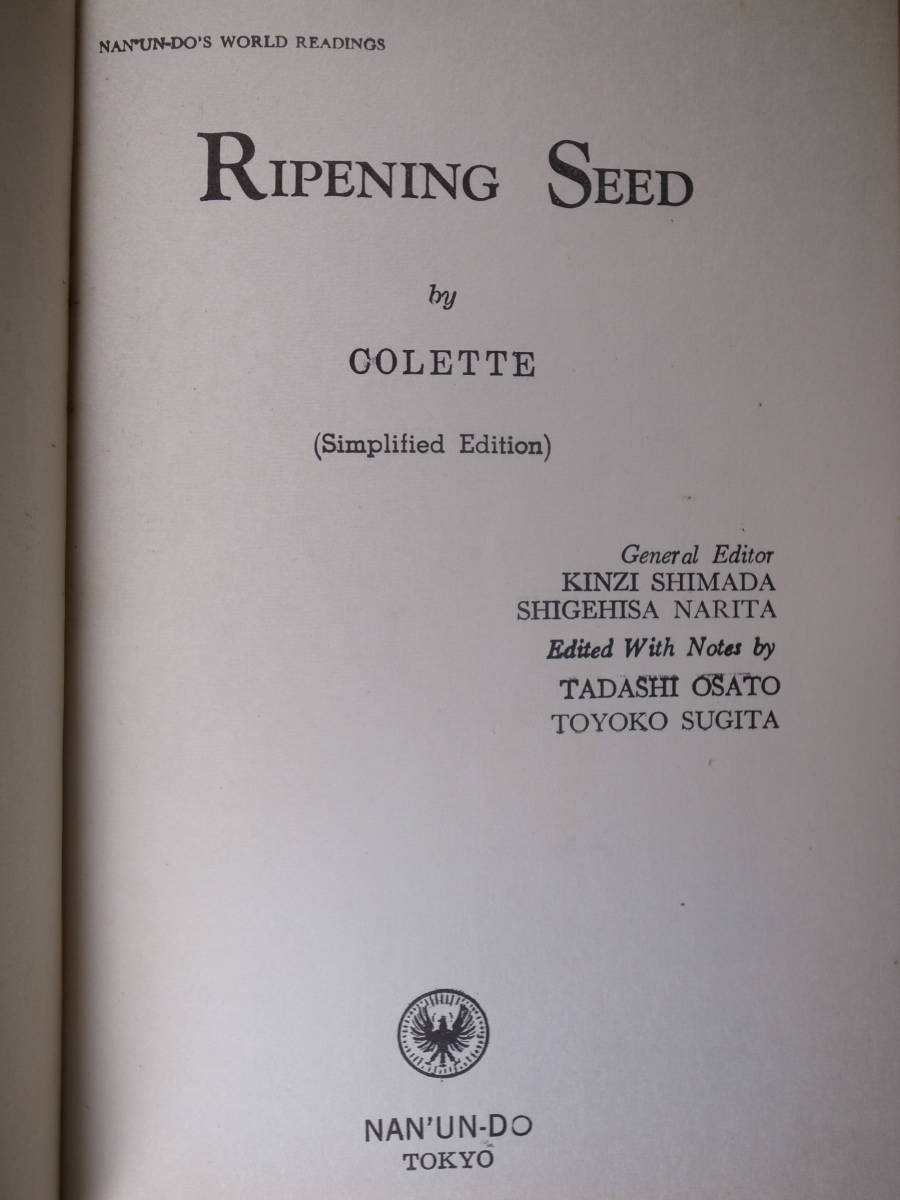 NAN'UN-DO'S WORLD READINGS
RIPENING SEED
by
COLETTE
(Simplified Edition)
General Editor
KINZI SHIMADA
SHIGEHISA NARITA
Edited With Notes by
TADASHI OSATO
TOYOKO SUGITA
NAN'UN-DO
TOKYO